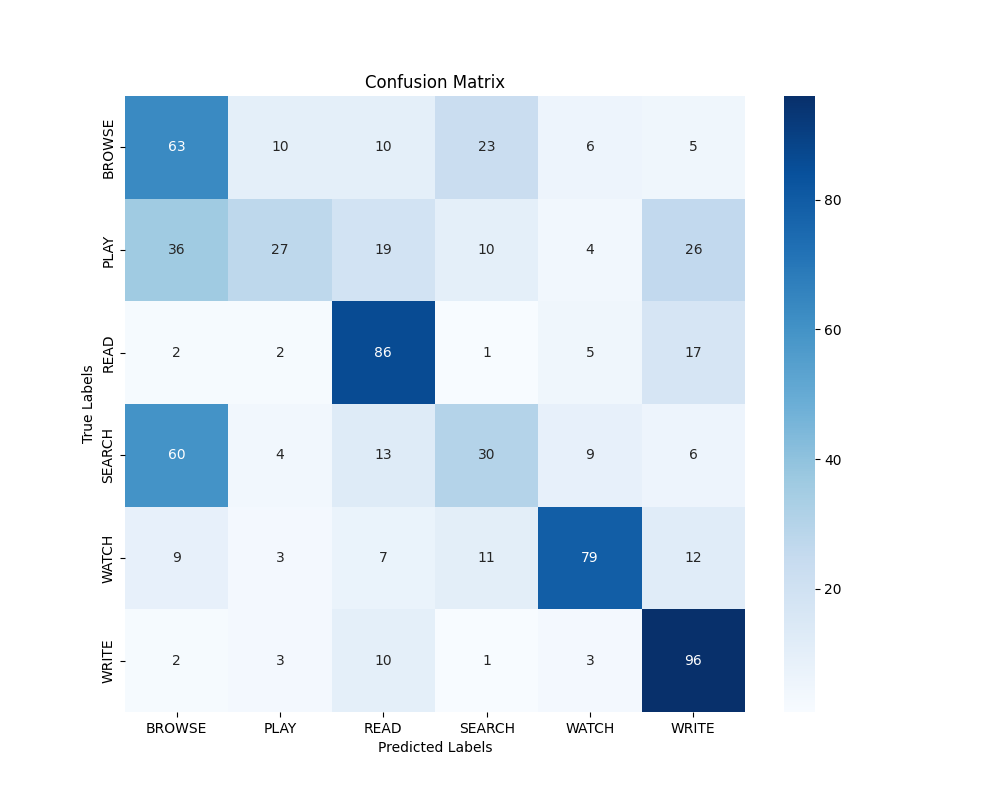 Confusion Matrix
True Labels
BROWSE 63 10 10 23 6 5
PLAY 36 27 19 10 4 26
READ 2 2 86 1 5 17
SEARCH 60 4 13 30 9 6
WATCH 9 3 7 11 79 12
WRITE 2 3 10 1 3 96
BROWSE PLAY READ SEARCH WATCH WRITE
Predicted Labels
80
60
40
20